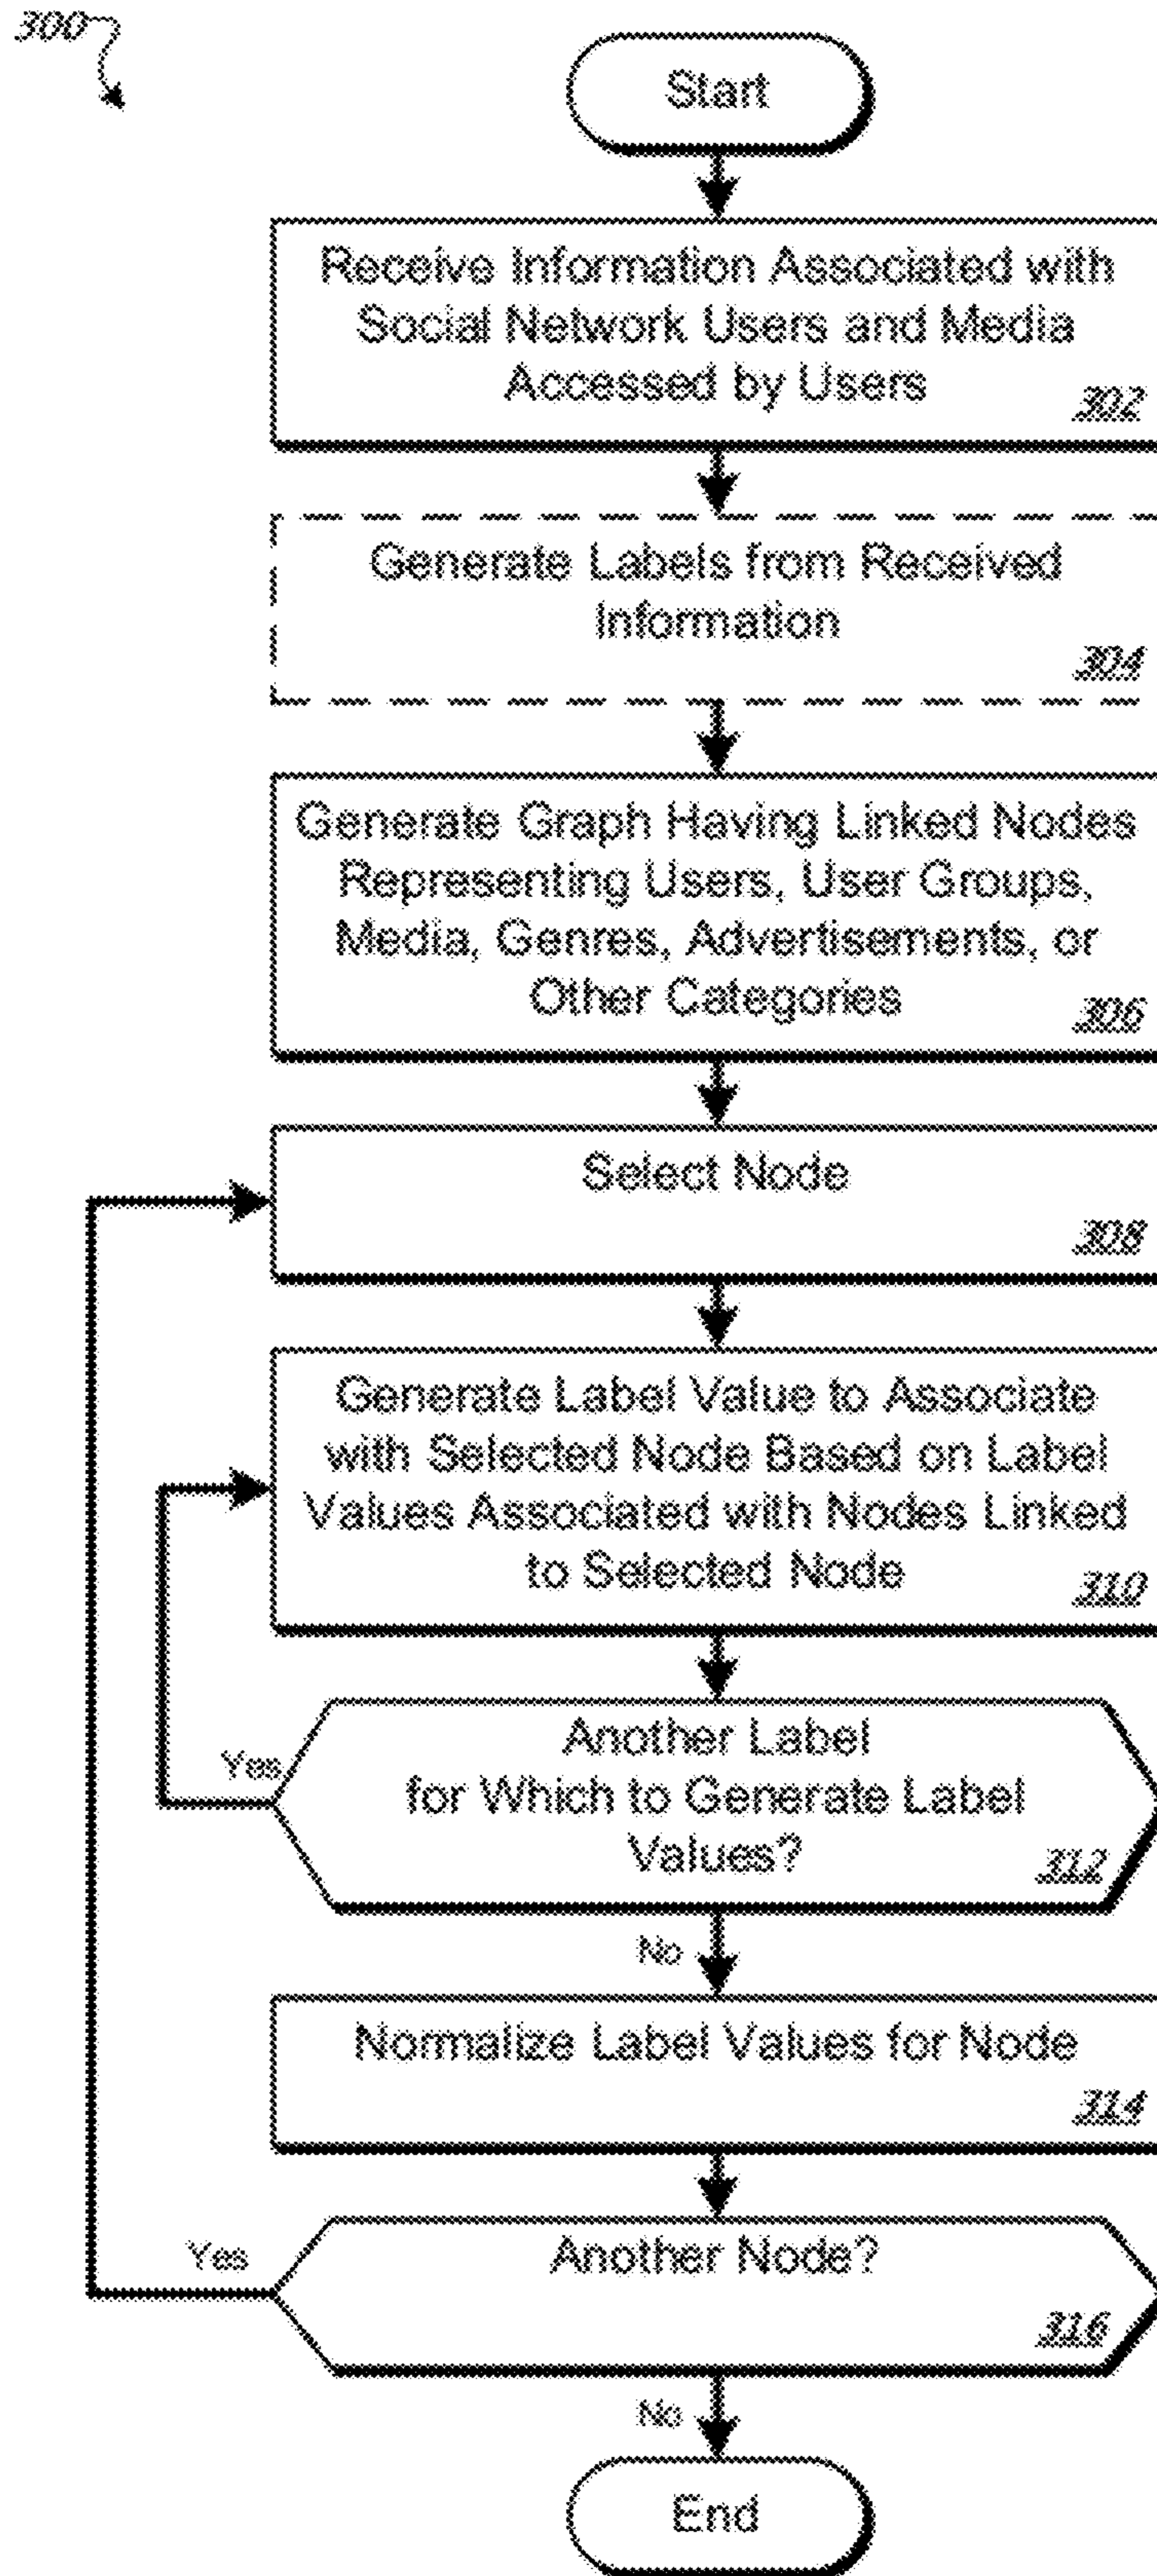 300
Start
Receive Information Associated with
Social Network Users and Media
Accessed by Users
302
Generate Labels from Received
Information
304
Generate Graph Having Linked Nodes
Representing Users, User Groups,
Media, Genres, Advertisements, or
Other Categories
306
Select Node
308
Generate Label Value to Associate
with Selected Node Based on Label
Values Associated with Nodes Linked
to Selected Node
310
Another Label
for Which to Generate Label
Values?
312
Yes
No
Normalize Label Values for Node
314
Another Node?
316
Yes
No
End